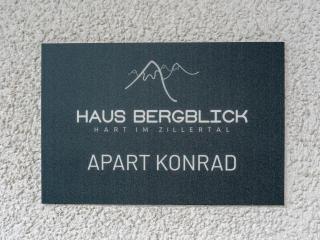 HAUS BERGBLICK
HART IM ZILLERTAL
APART KONRAD